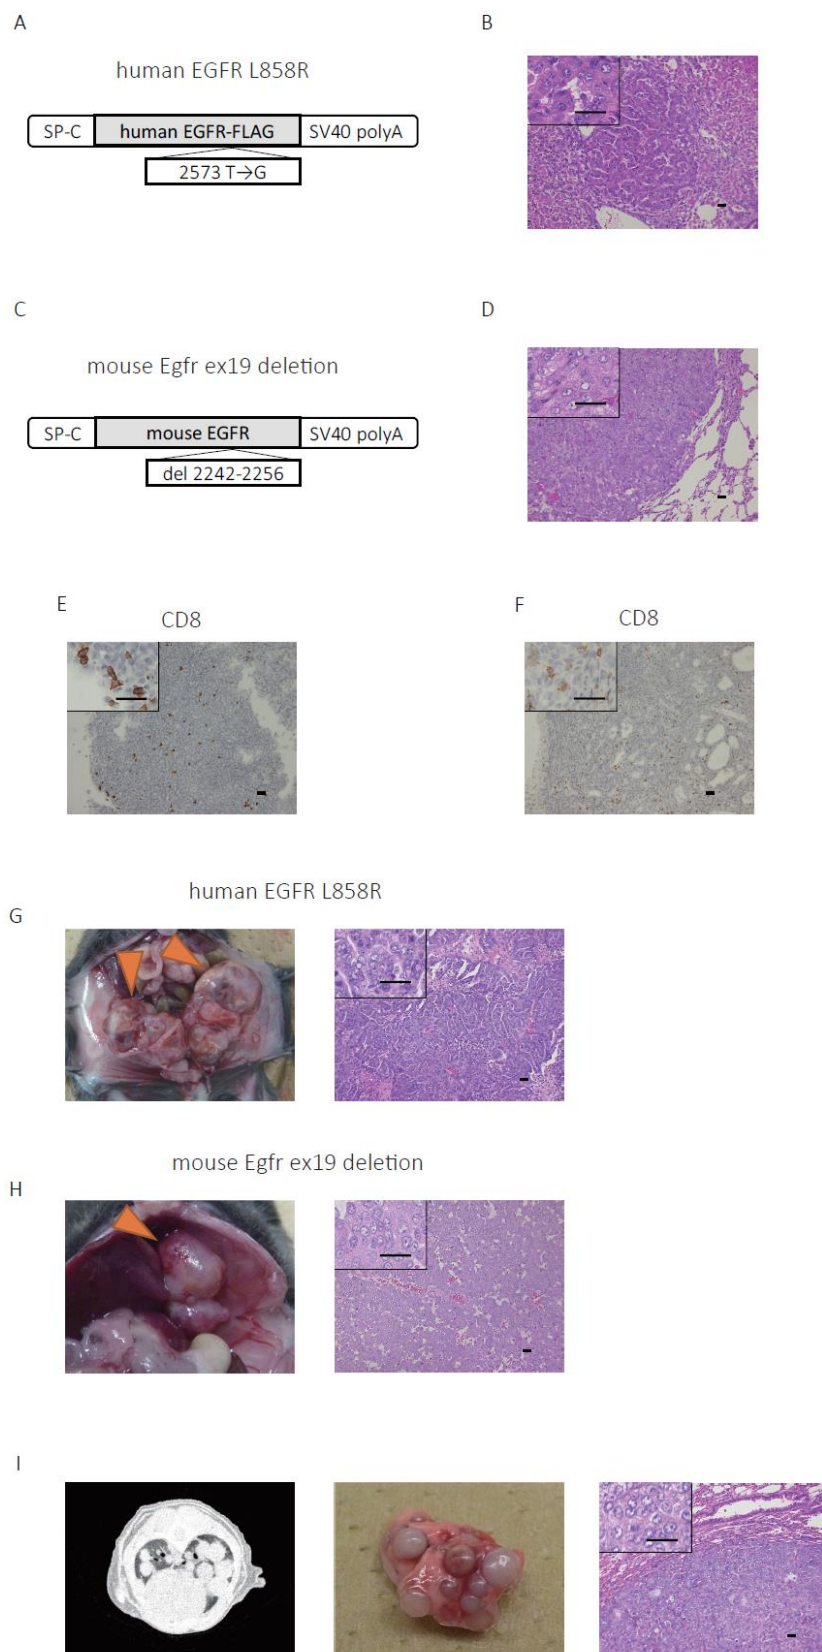 A
B
human EGFR L858R
SP-C human EGFR-FLAG SV40 polyA
2573 T→G
C
D
mouse Egfr ex19 deletion
SP-C mouse EGFR SV40 polyA
del 2242-2256
E
CD8
F
CD8
human EGFR L858R
G
mouse Egfr ex19 deletion
H
I